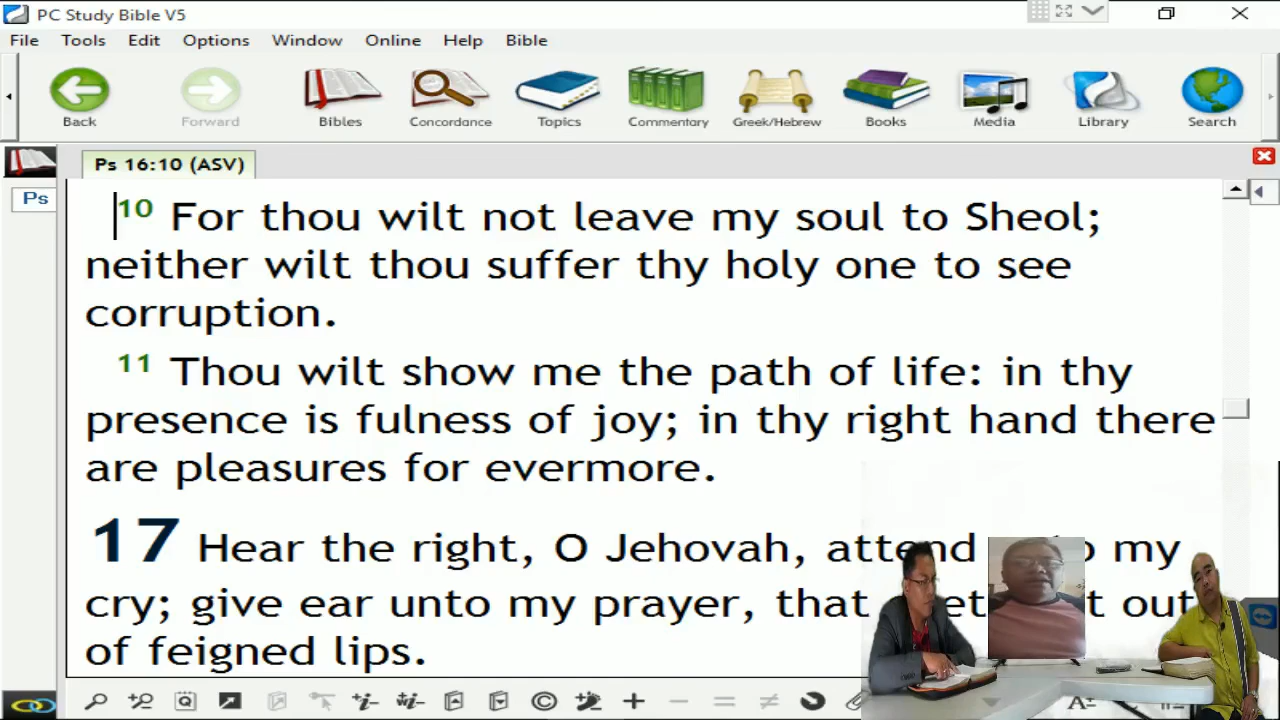 PC Study Bible V5
File Tools Edit Options Window Online Help Bible
Back Forward Bibles Concordance Topics Commentary Greek/Hebrew Books Media Library Search
Ps 16:10 (ASV)
Ps
10 For thou wilt not leave my soul to Sheol;
neither wilt thou suffer thy holy one to see
corruption.
11 Thou wilt show me the path of life: in thy
presence is fulness of joy; in thy right hand there
are pleasures for evermore.
17 Hear the right, O Jehovah, attend my
cry; give ear unto my prayer, that out
of feigned lips.